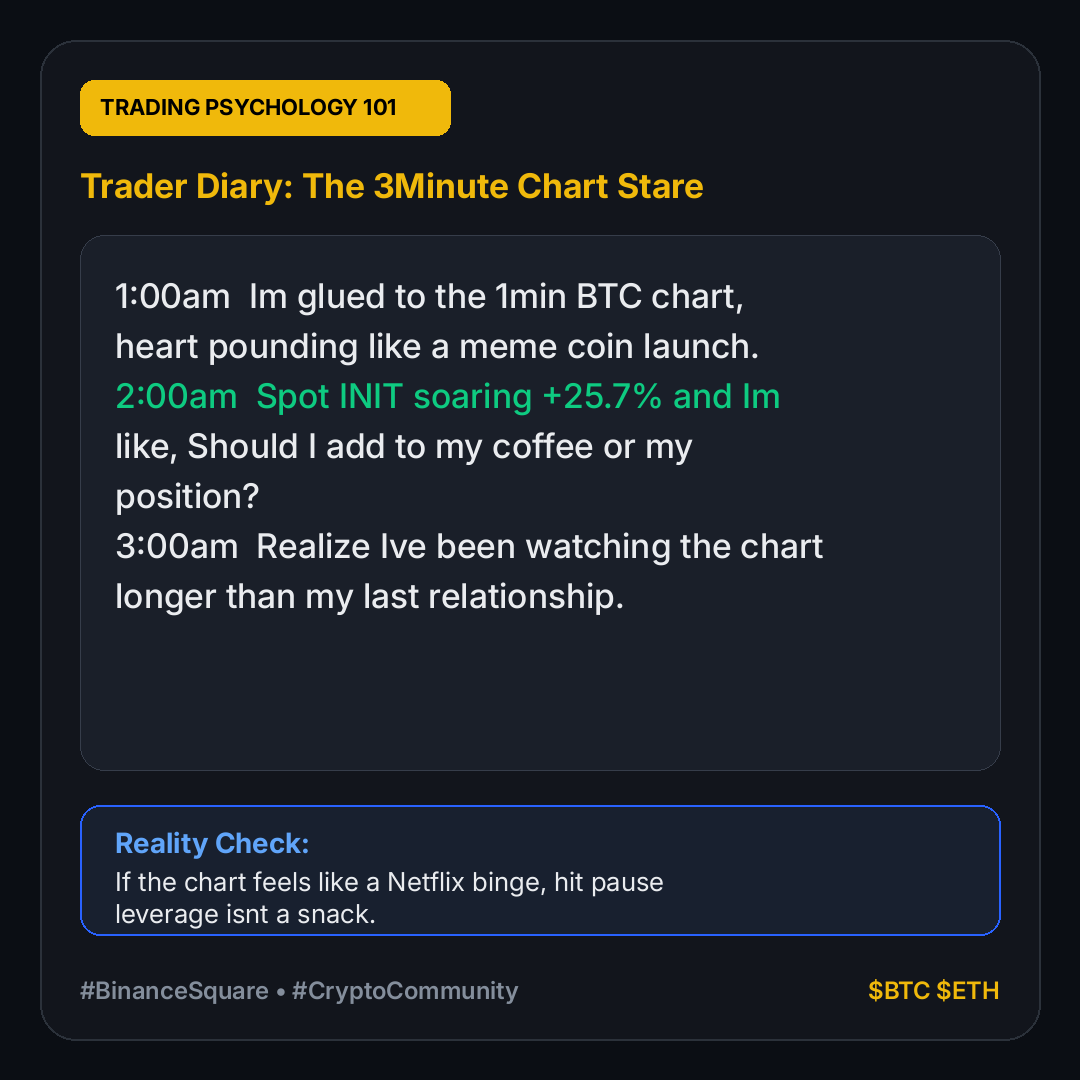 TRADING PSYCHOLOGY 101
Trader Diary: The 3Minute Chart Stare
1:00am  Im glued to the 1min BTC chart,
heart pounding like a meme coin launch.
2:00am  Spot INIT soaring +25.7% and Im
like, Should I add to my coffee or my
position?
3:00am  Realize Ive been watching the chart
longer than my last relationship.
Reality Check:
If the chart feels like a Netflix binge, hit pause
leverage isnt a snack.
#BinanceSquare • #CryptoCommunity
$BTC $ETH